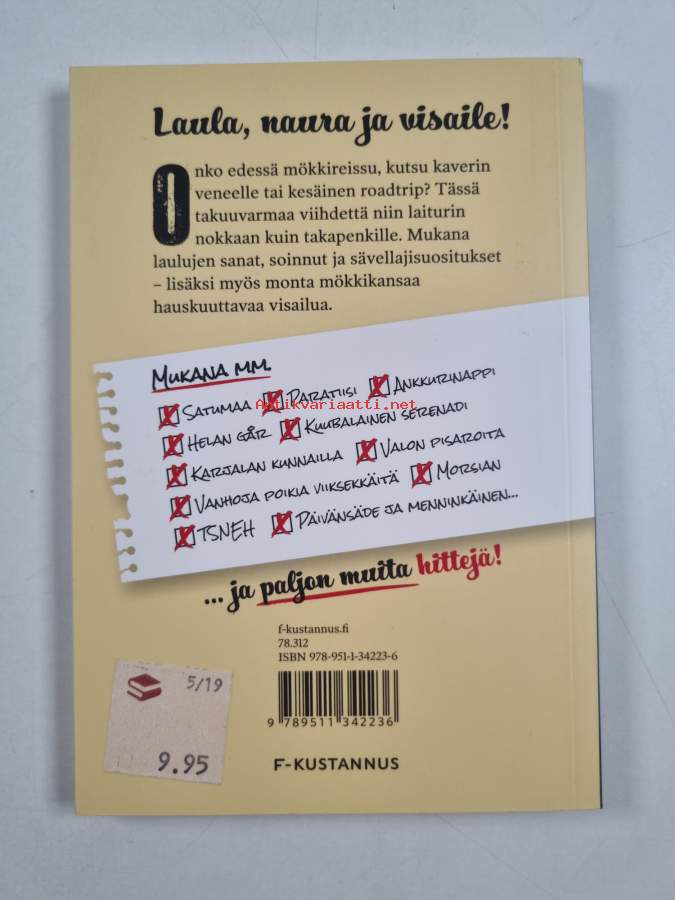 Laula, naura ja visaile!
Onko edessä mökkireissu, kutsu kaverin
veneelle tai kesäinen roadtrip? Tässä
takuuvarmaa viihdettä niin laiturin
nokkaan kuin takapenkille. Mukana
laulujen sanat, soinnut ja sävellajisuositukset
– lisäksi myös monta mökkikansaa
hauskuuttavaa visailua.
MUKANA MM.
SATUMAA PARATIISI ANKKURINAPPI
Antikvariaatti.net
HELAN GÅR KUUBALAINEN SERENADI
KARJALAN KUNNAILLA VALON PISAROITA
VANHOJA POIKIA VIIKSEKKÄITÄ MORSIAN
TSNEH PÄIVÄNSÄDE JA MENNINKÄINEN...
... ja paljon muita hittejä!
f-kustannus.fi
78.312
ISBN 978-951-1-34223-6
9 789511 342236
F-KUSTANNUS
5/19
9.95